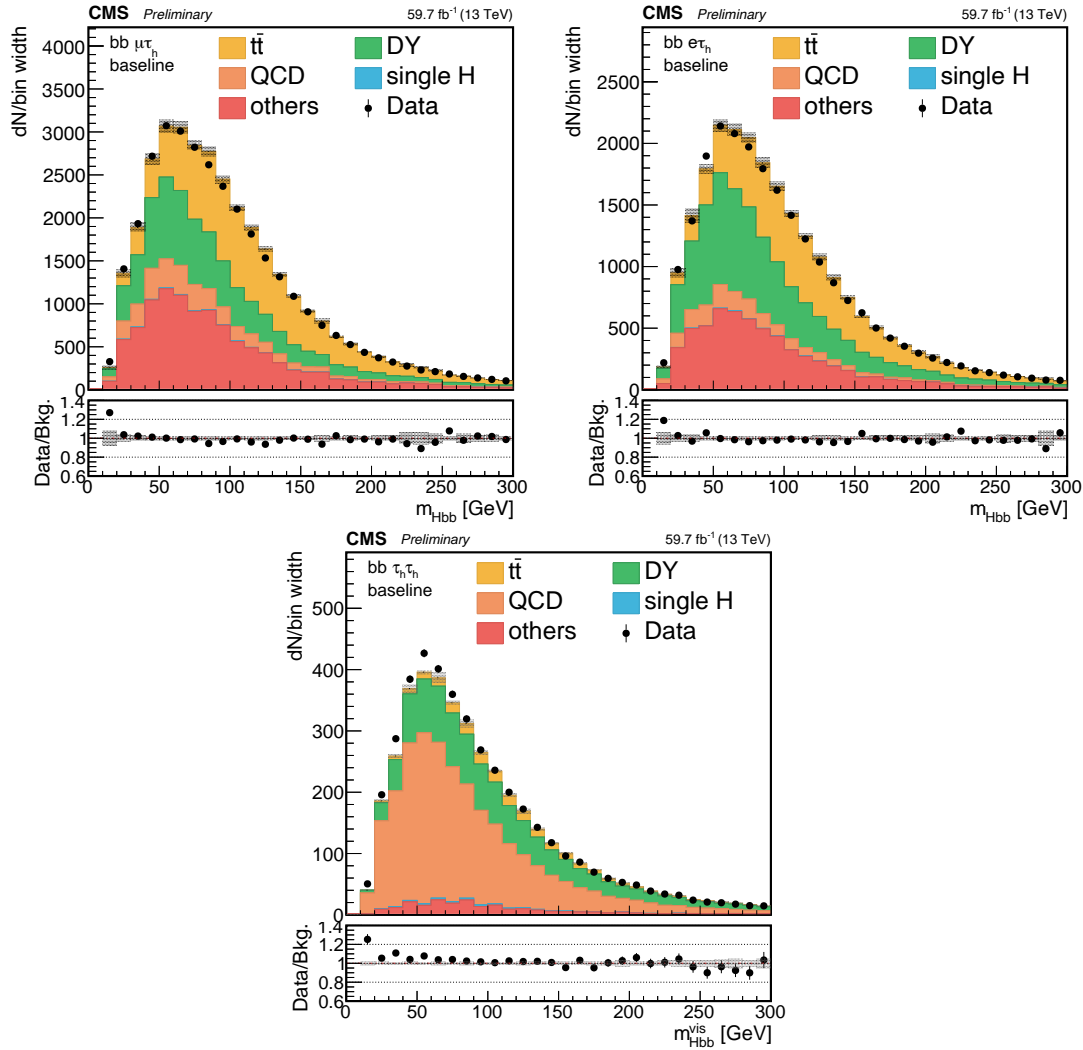 CMS Preliminary 59.7 fb⁻¹ (13 TeV)
dN/bin width
bb μτₕ
baseline
tt̄
DY
QCD
single H
others
Data
4000
3500
3000
2500
2000
1500
1000
500
0
Data/Bkg.
1.4
1.2
1
0.8
0.6
0 50 100 150 200 250 300
m_Hbb [GeV]
CMS Preliminary 59.7 fb⁻¹ (13 TeV)
dN/bin width
bb eτₕ
baseline
tt̄
DY
QCD
single H
others
Data
2500
2000
1500
1000
500
0
Data/Bkg.
1.4
1.2
1
0.8
0.6
0 50 100 150 200 250 300
m_Hbb [GeV]
CMS Preliminary 59.7 fb⁻¹ (13 TeV)
dN/bin width
bb τₕτₕ
baseline
tt̄
DY
QCD
single H
others
Data
500
400
300
200
100
0
Data/Bkg.
1.4
1.2
1
0.8
0.6
0 50 100 150 200 250 300
m_Hbb^vis [GeV]